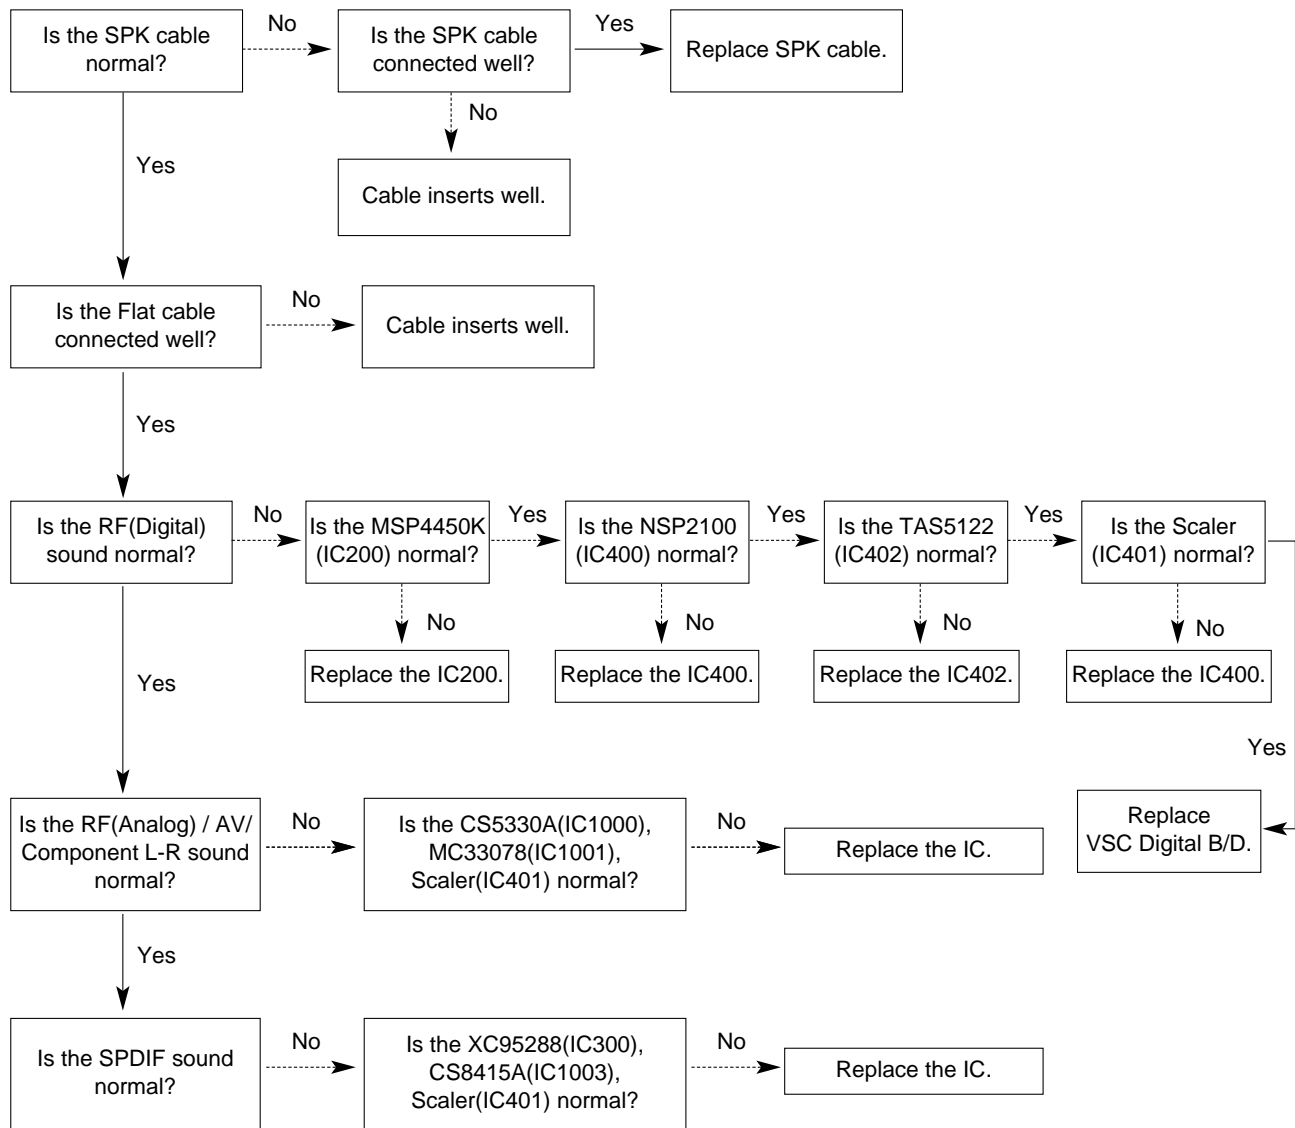 Is the SPK cable
normal?
No
Is the SPK cable
connected well?
Yes
Replace SPK cable.
No
Cable inserts well.
Yes
Is the Flat cable
connected well?
No
Cable inserts well.
Yes
Is the RF(Digital)
sound normal?
No
Is the MSP4450K
(IC200) normal?
Yes
Is the NSP2100
(IC400) normal?
Yes
Is the TAS5122
(IC402) normal?
Yes
Is the Scaler
(IC401) normal?
No
Replace the IC200.
No
Replace the IC400.
No
Replace the IC402.
No
Replace the IC400.
Yes
Replace
VSC Digital B/D.
Yes
Is the RF(Analog) / AV/
Component L-R sound
normal?
No
Is the CS5330A(IC1000),
MC33078(IC1001),
Scaler(IC401) normal?
No
Replace the IC.
Yes
Is the SPDIF sound
normal?
No
Is the XC95288(IC300),
CS8415A(IC1003),
Scaler(IC401) normal?
No
Replace the IC.